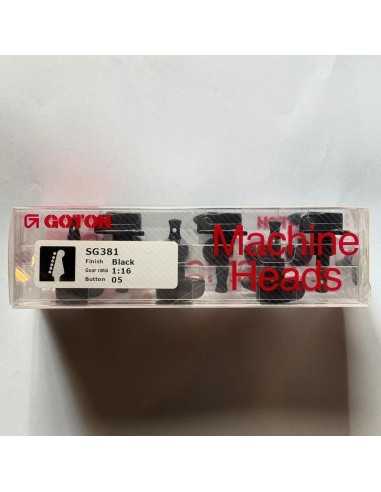 GOTOH
SG381
Finish Black
Gear ratio 1:16
Button 05
Machine
Heads